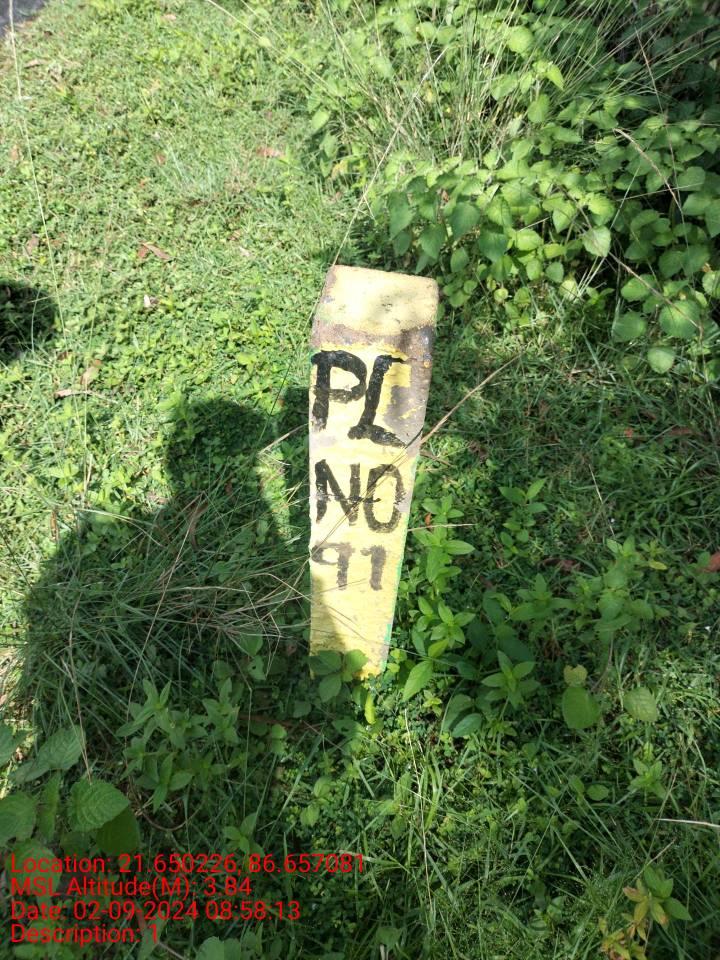 PL
NO
91
Location: 21.650226, 86.657081
MSL Altitude(M): 3.84
Date: 02-09-2024 08:58:13
Description: 1